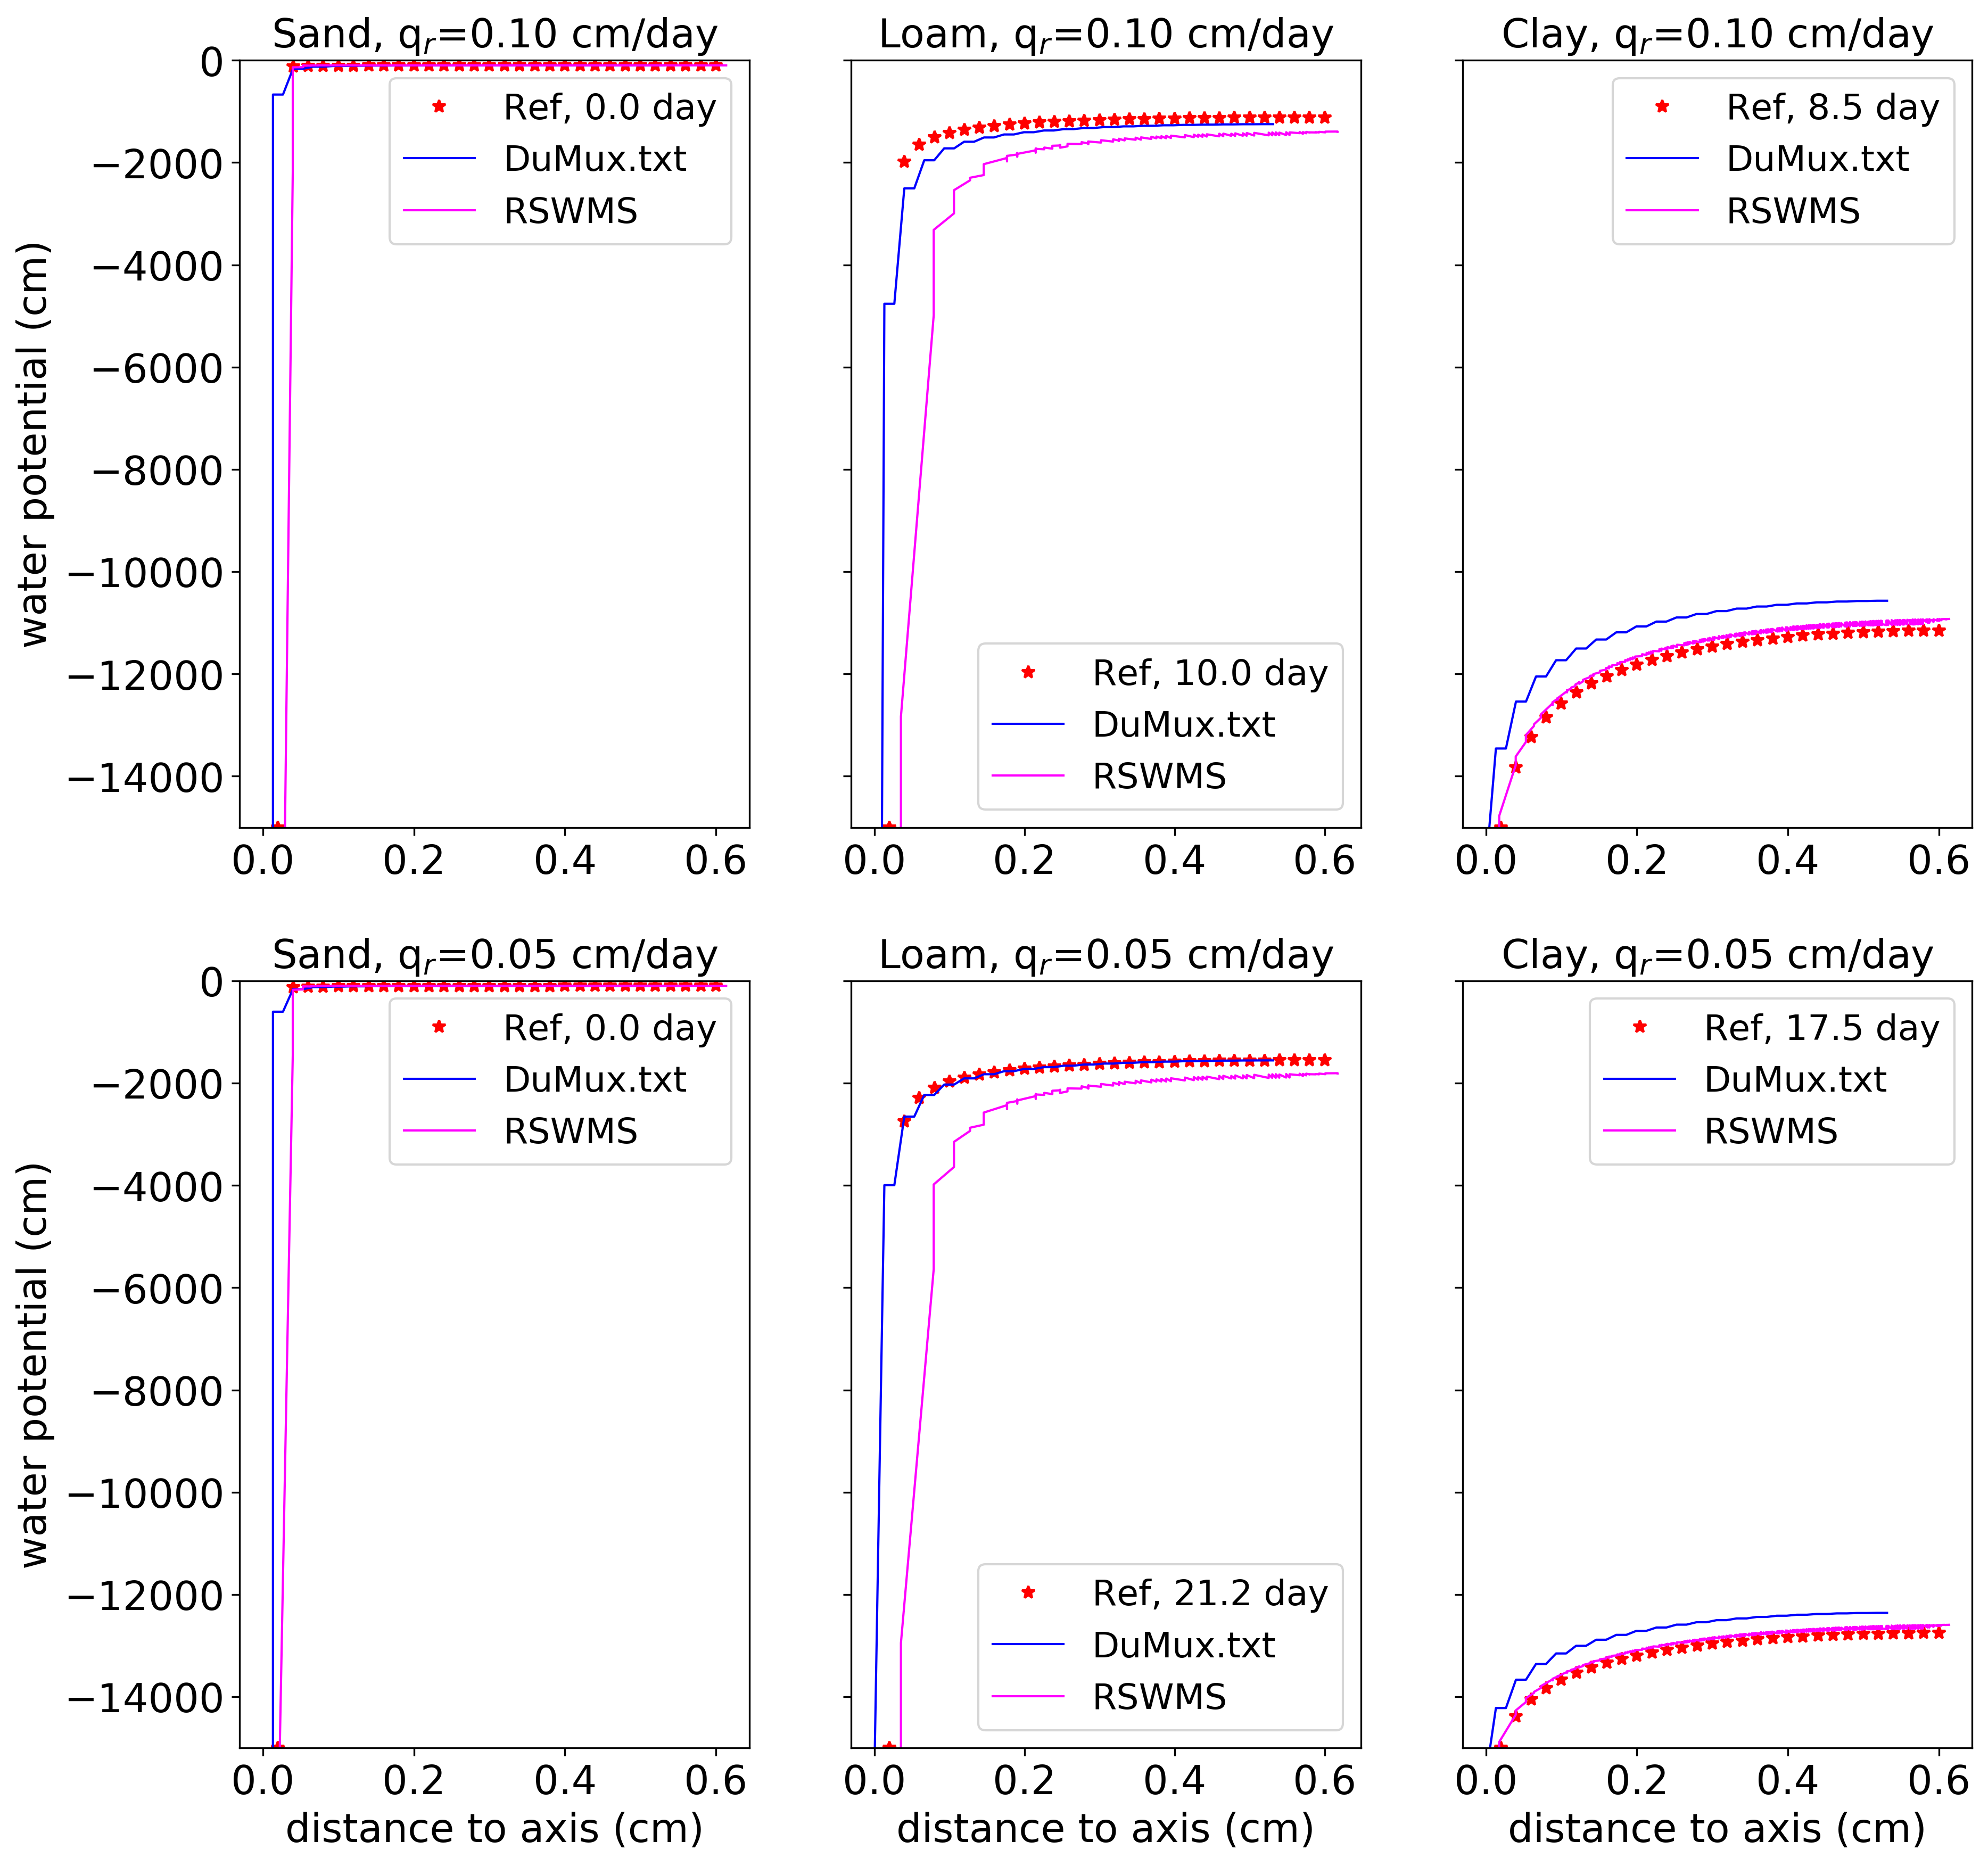 Sand, qr=0.10 cm/day
Loam, qr=0.10 cm/day
Clay, qr=0.10 cm/day
water potential (cm)
0
−2000
−4000
−6000
−8000
−10000
−12000
−14000
0.0 0.2 0.4 0.6
Ref, 0.0 day
DuMux.txt
RSWMS
0.0 0.2 0.4 0.6
Ref, 10.0 day
DuMux.txt
RSWMS
0.0 0.2 0.4 0.6
Ref, 8.5 day
DuMux.txt
RSWMS
Sand, qr=0.05 cm/day
Loam, qr=0.05 cm/day
Clay, qr=0.05 cm/day
water potential (cm)
0
−2000
−4000
−6000
−8000
−10000
−12000
−14000
Ref, 0.0 day
DuMux.txt
RSWMS
0.0 0.2 0.4 0.6
distance to axis (cm)
Ref, 21.2 day
DuMux.txt
RSWMS
0.0 0.2 0.4 0.6
distance to axis (cm)
Ref, 17.5 day
DuMux.txt
RSWMS
0.0 0.2 0.4 0.6
distance to axis (cm)